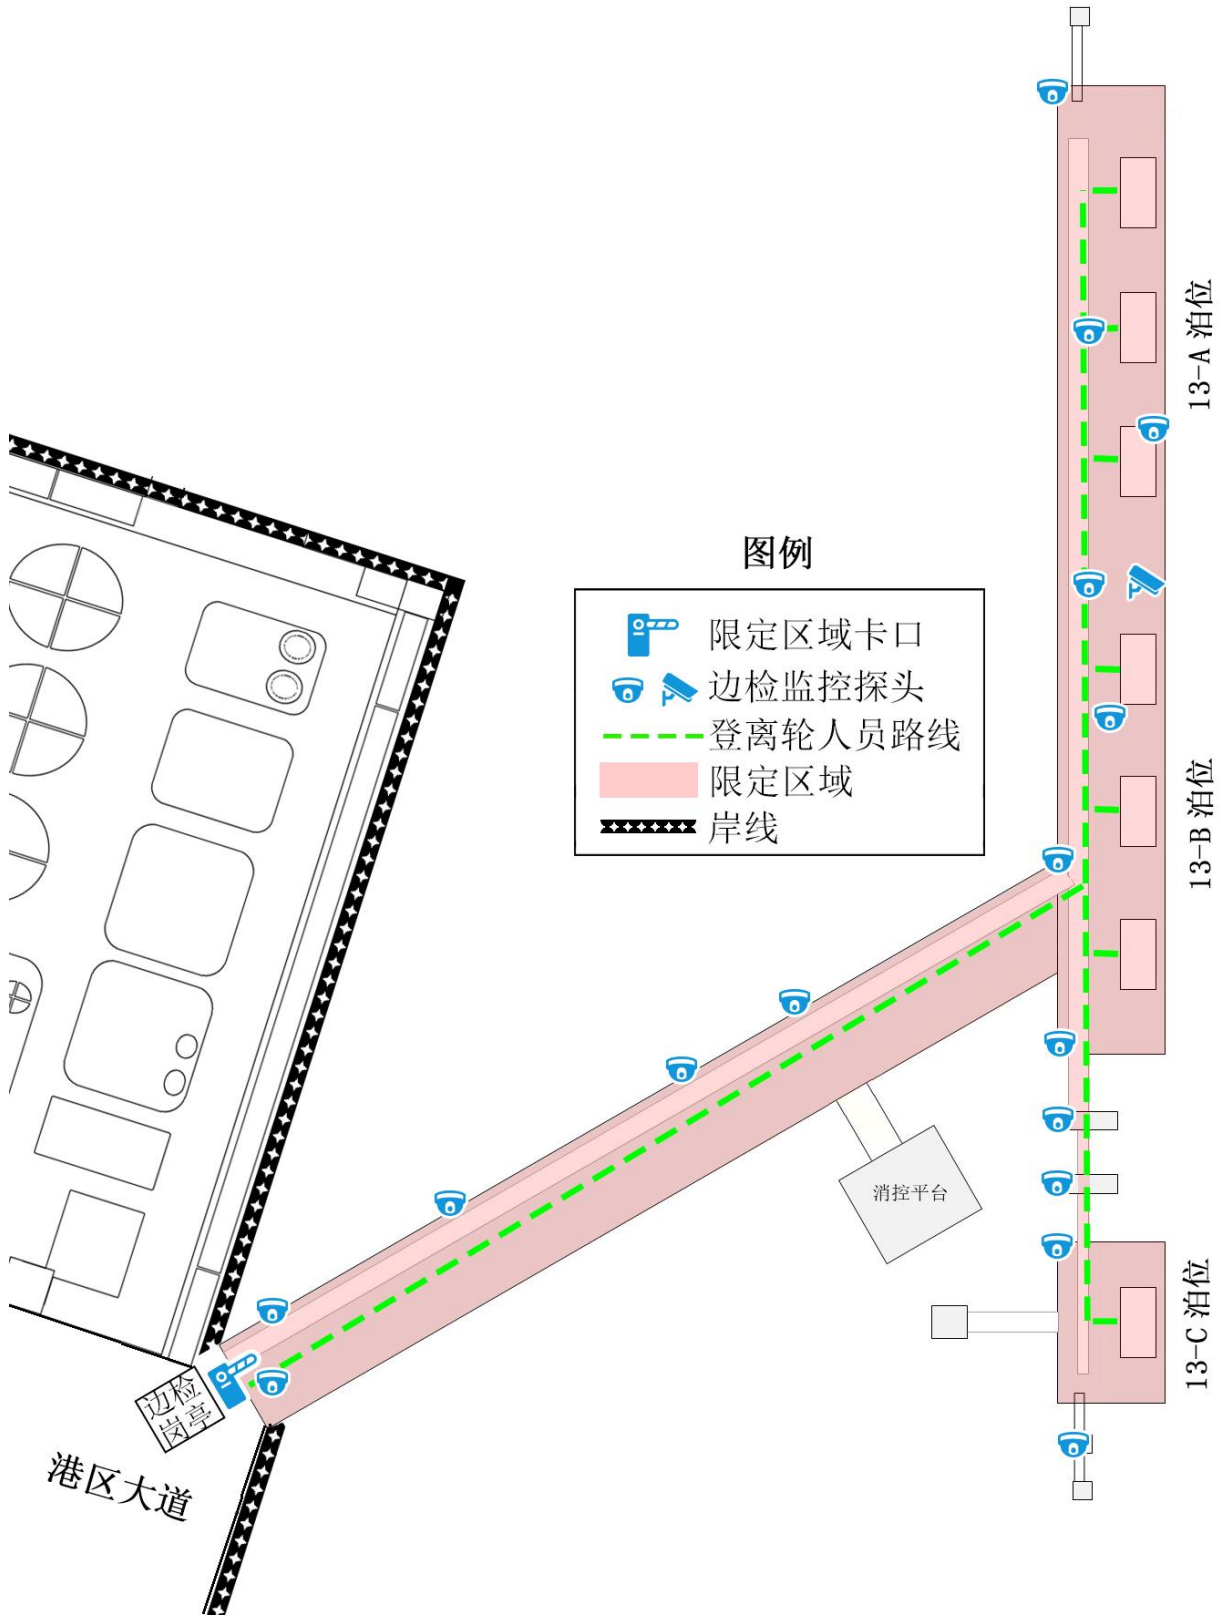 13-A 泊位
图例
限定区域卡口
边检监控探头
登离轮人员路线
限定区域
岸线
13-B 泊位
消控平台
13-C 泊位
边检
岗亭
港区大道